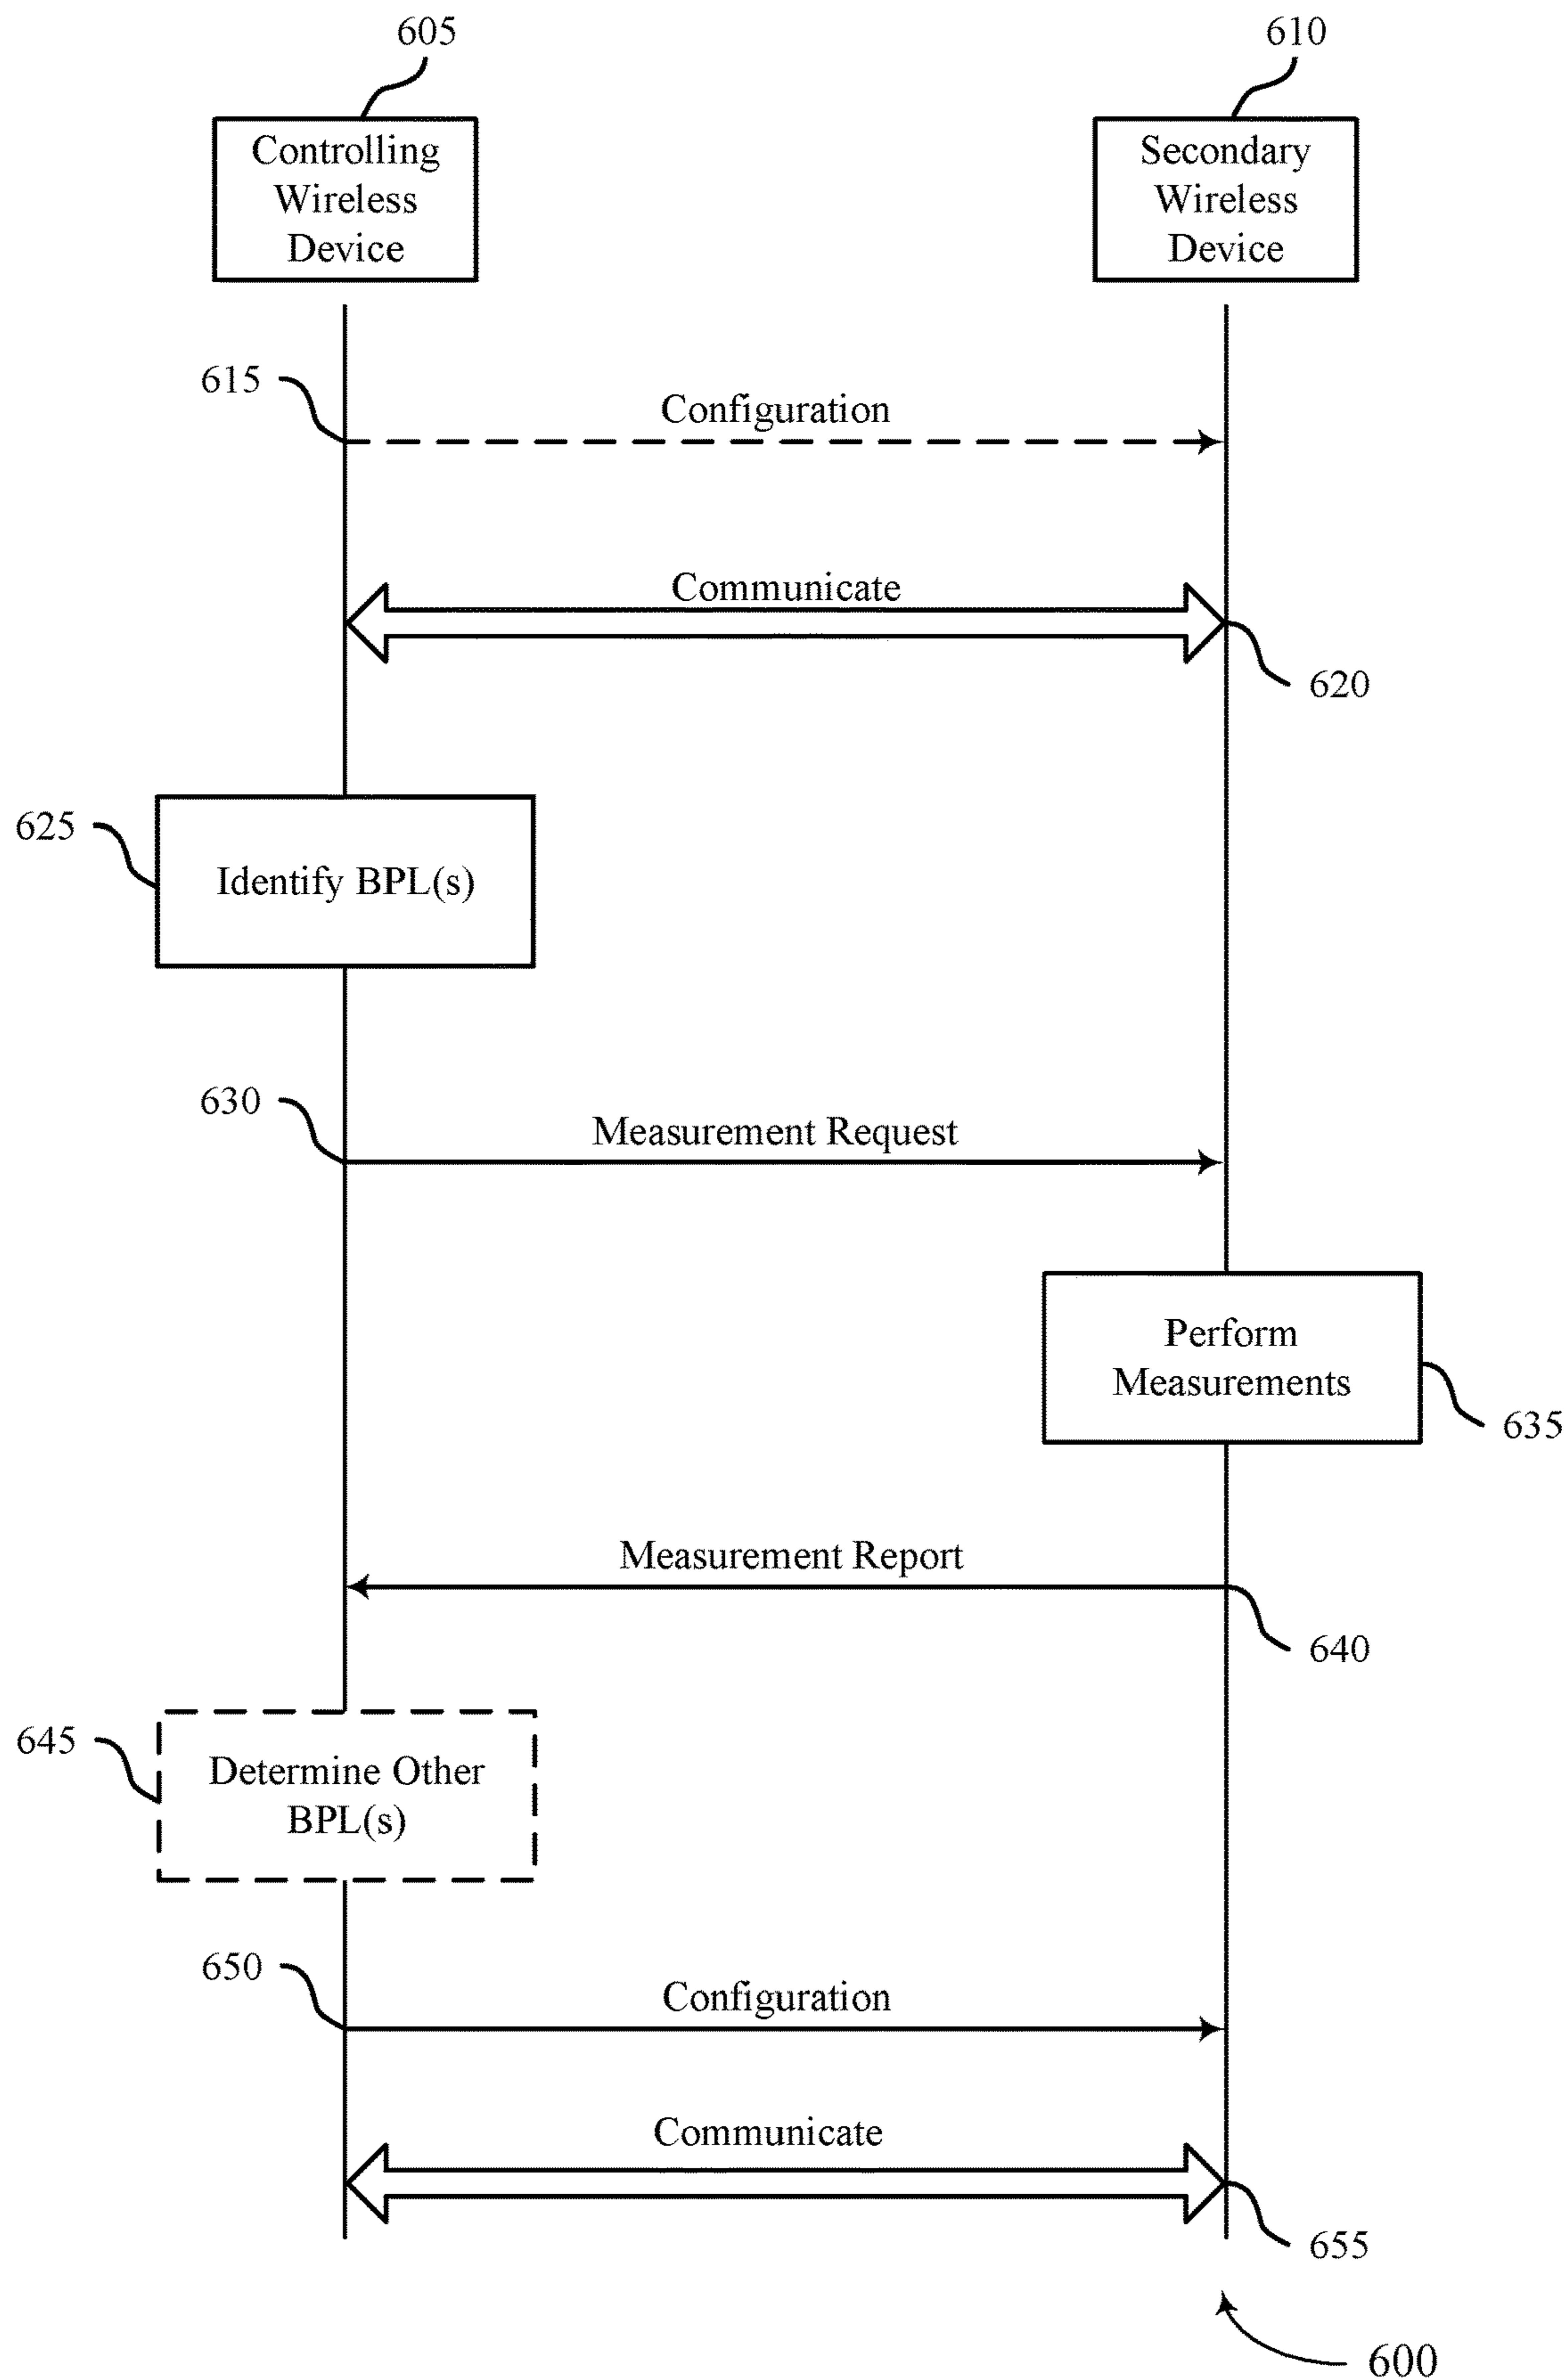 605
610
Controlling
Wireless
Device
Secondary
Wireless
Device
615
Configuration
Communicate
620
625
Identify BPL(s)
630
Measurement Request
Perform
Measurements
635
Measurement Report
640
645
Determine Other
BPL(s)
650
Configuration
Communicate
655
600